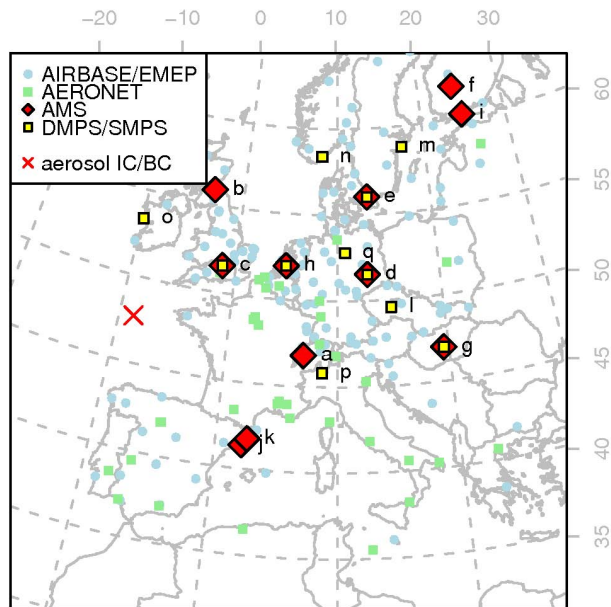 −20 −10 0 10 20 30
AIRBASE/EMEP
AERONET
AMS
DMPS/SMPS
aerosol IC/BC
f
60
i
m
n
b
55
e
o
q
c
h
d
50
l
g
a
45
p
k
j
40
35